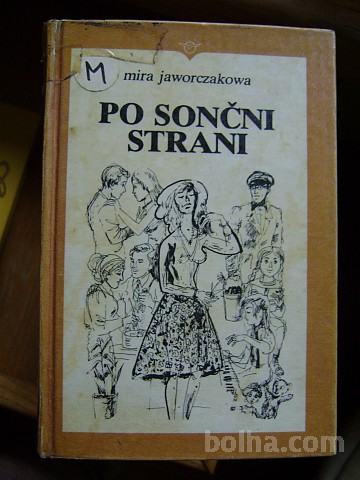 M
mira jaworczakowa
PO SONČNI
STRANI
bolha.com